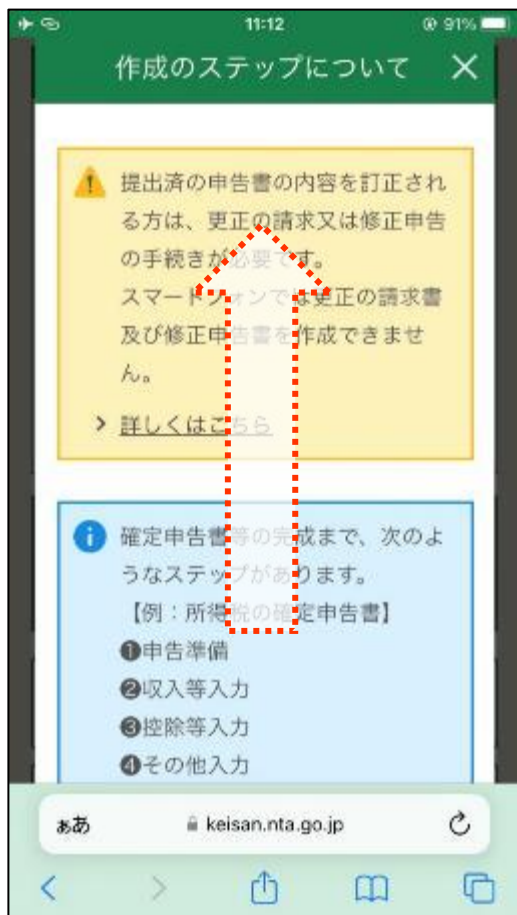 11:12
91%
作成のステップについて
提出済の申告書の内容を訂正され
る方は、更正の請求又は修正申告
の手続きが必要です。
スマートフォンでは更正の請求書
及び修正申告書を作成できませ
ん。
詳しくはこちら
確定申告書等の完成まで、次のよ
うなステップがあります。
【例：所得税の確定申告書】
❶申告準備
❷収入等入力
❸控除等入力
❹その他入力
ぁあ
keisan.nta.go.jp